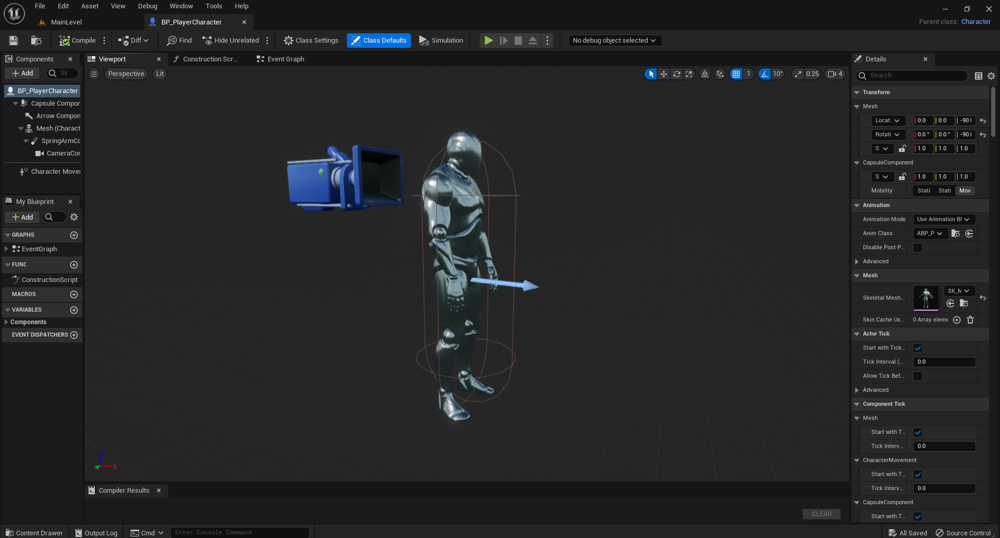 File Edit Asset View Debug Window Tools Help
MainLevel
BP_PlayerCharacter
Parent class: Character
Compile
Diff
Find
Hide Unrelated
Class Settings
Class Defaults
Simulation
No debug object selected
Components
Add
Se
BP_PlayerCharacter
Capsule Compor
Arrow Compon
Mesh (Charact
SpringArmCo
CameraCor
Character Mover
My Blueprint
Add
GRAPHS
EventGraph
FUNC
ConstructionScript
MACROS
VARIABLES
Components
EVENT DISPATCHERS
Viewport
Construction Scr...
Event Graph
Perspective
Lit
1
10°
0.25
4
Z
X
Y
Compiler Results
CLEAR
Details
Search
Transform
Mesh
Locat 0.0 0.0 -90.(
Rotati 0.0 ° 0.0 ° -90.(
S 1.0 1.0 1.0
CapsuleComponent
S 1.0 1.0 1.0
Mobility Stati Stati Mov
Animation
Animation Mode Use Animation Bl
Anim Class ABP_P
Disable Post P...
Advanced
Mesh
Skeletal Mesh... SK_M
Skin Cache Us... 0 Array eleme
Actor Tick
Start with Tick...
Tick Interval (... 0.0
Allow Tick Bef...
Advanced
Component Tick
Mesh
Start with T...
Tick Interv... 0.0
CharacterMovement
Start with T...
Tick Interv... 0.0
CapsuleComponent
Start with T...
Content Drawer
Output Log
Cmd
Enter Console Command
All Saved
Source Control